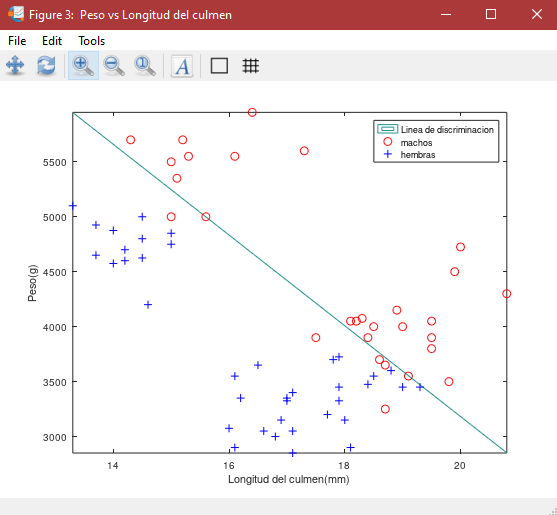 Figure 3: Peso vs Longitud del culmen
File Edit Tools
A
Linea de discriminacion
machos
hembras
5500
5000
4500
4000
3500
3000
Peso(g)
14 16 18 20
Longitud del culmen(mm)